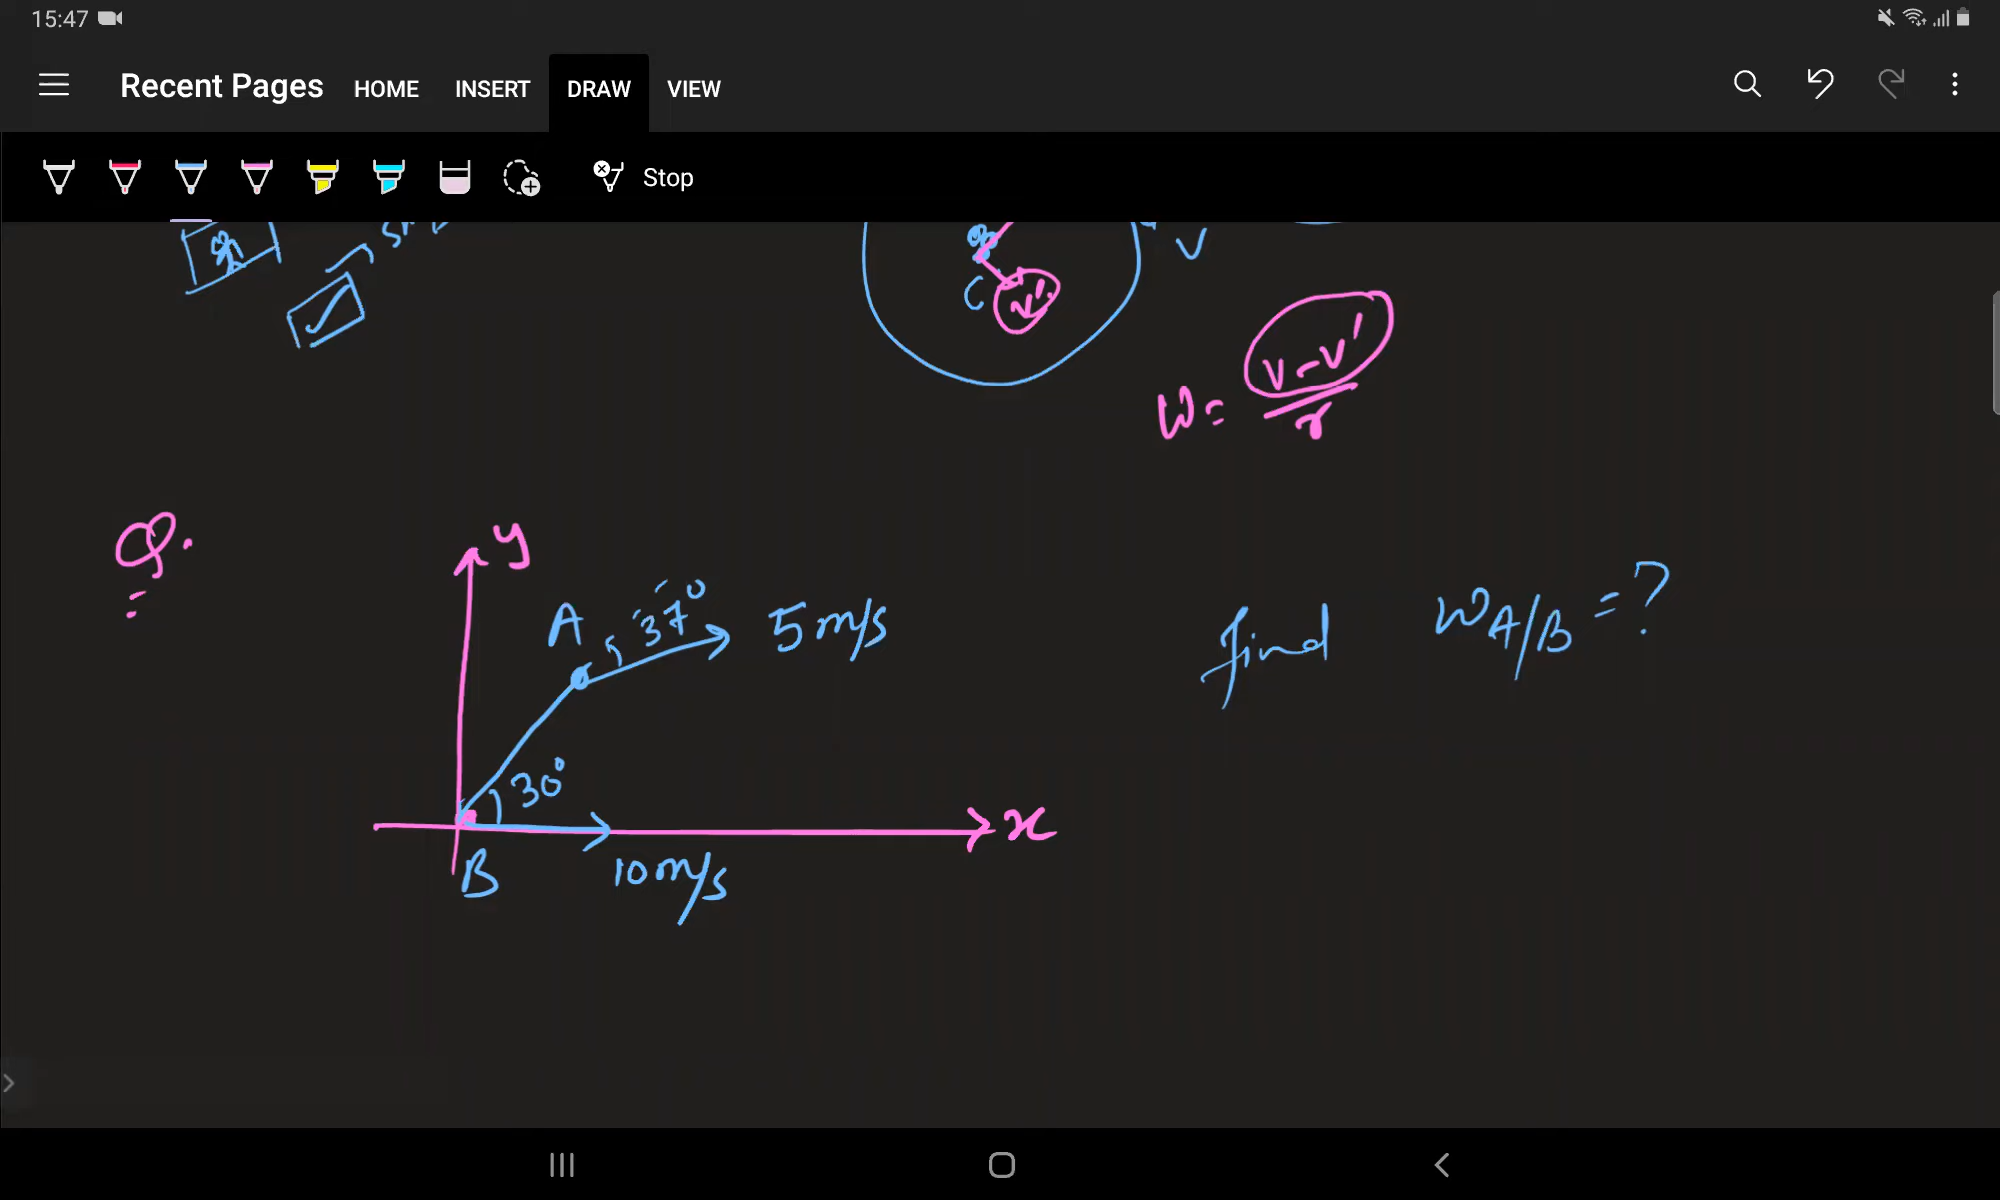 15:47
Recent Pages HOME INSERT DRAW VIEW
Stop
V
C v'.
W = v-v' / r
Q.
y
A 37° 5 m/s
find WA/B = ?
30°
x
B 10 m/s